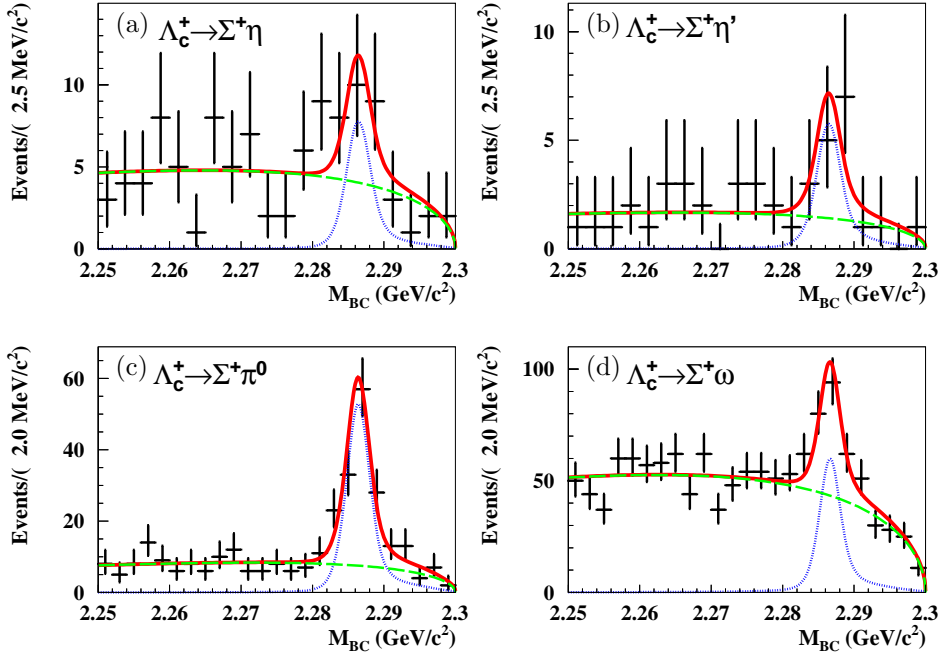 (a) Λc+→Σ+η
Events/( 2.5 MeV/c2)
10
5
0
2.25 2.26 2.27 2.28 2.29 2.3
MBC (GeV/c2)
(b) Λc+→Σ+η’
Events/( 2.5 MeV/c2)
10
5
0
2.25 2.26 2.27 2.28 2.29 2.3
MBC (GeV/c2)
(c) Λc+→Σ+π0
Events/( 2.0 MeV/c2)
60
40
20
0
2.25 2.26 2.27 2.28 2.29 2.3
MBC (GeV/c2)
(d) Λc+→Σ+ω
Events/( 2.0 MeV/c2)
100
50
0
2.25 2.26 2.27 2.28 2.29 2.3
MBC (GeV/c2)